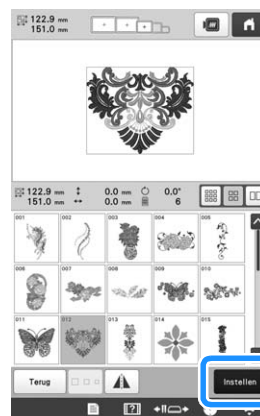 122.9 mm
151.0 mm
122.9 mm 0.0 mm 0.0°
151.0 mm 0.0 mm 6
001 002 003 004 005
006 007 008 009 010
011 012 013 014 015
Terug Instellen